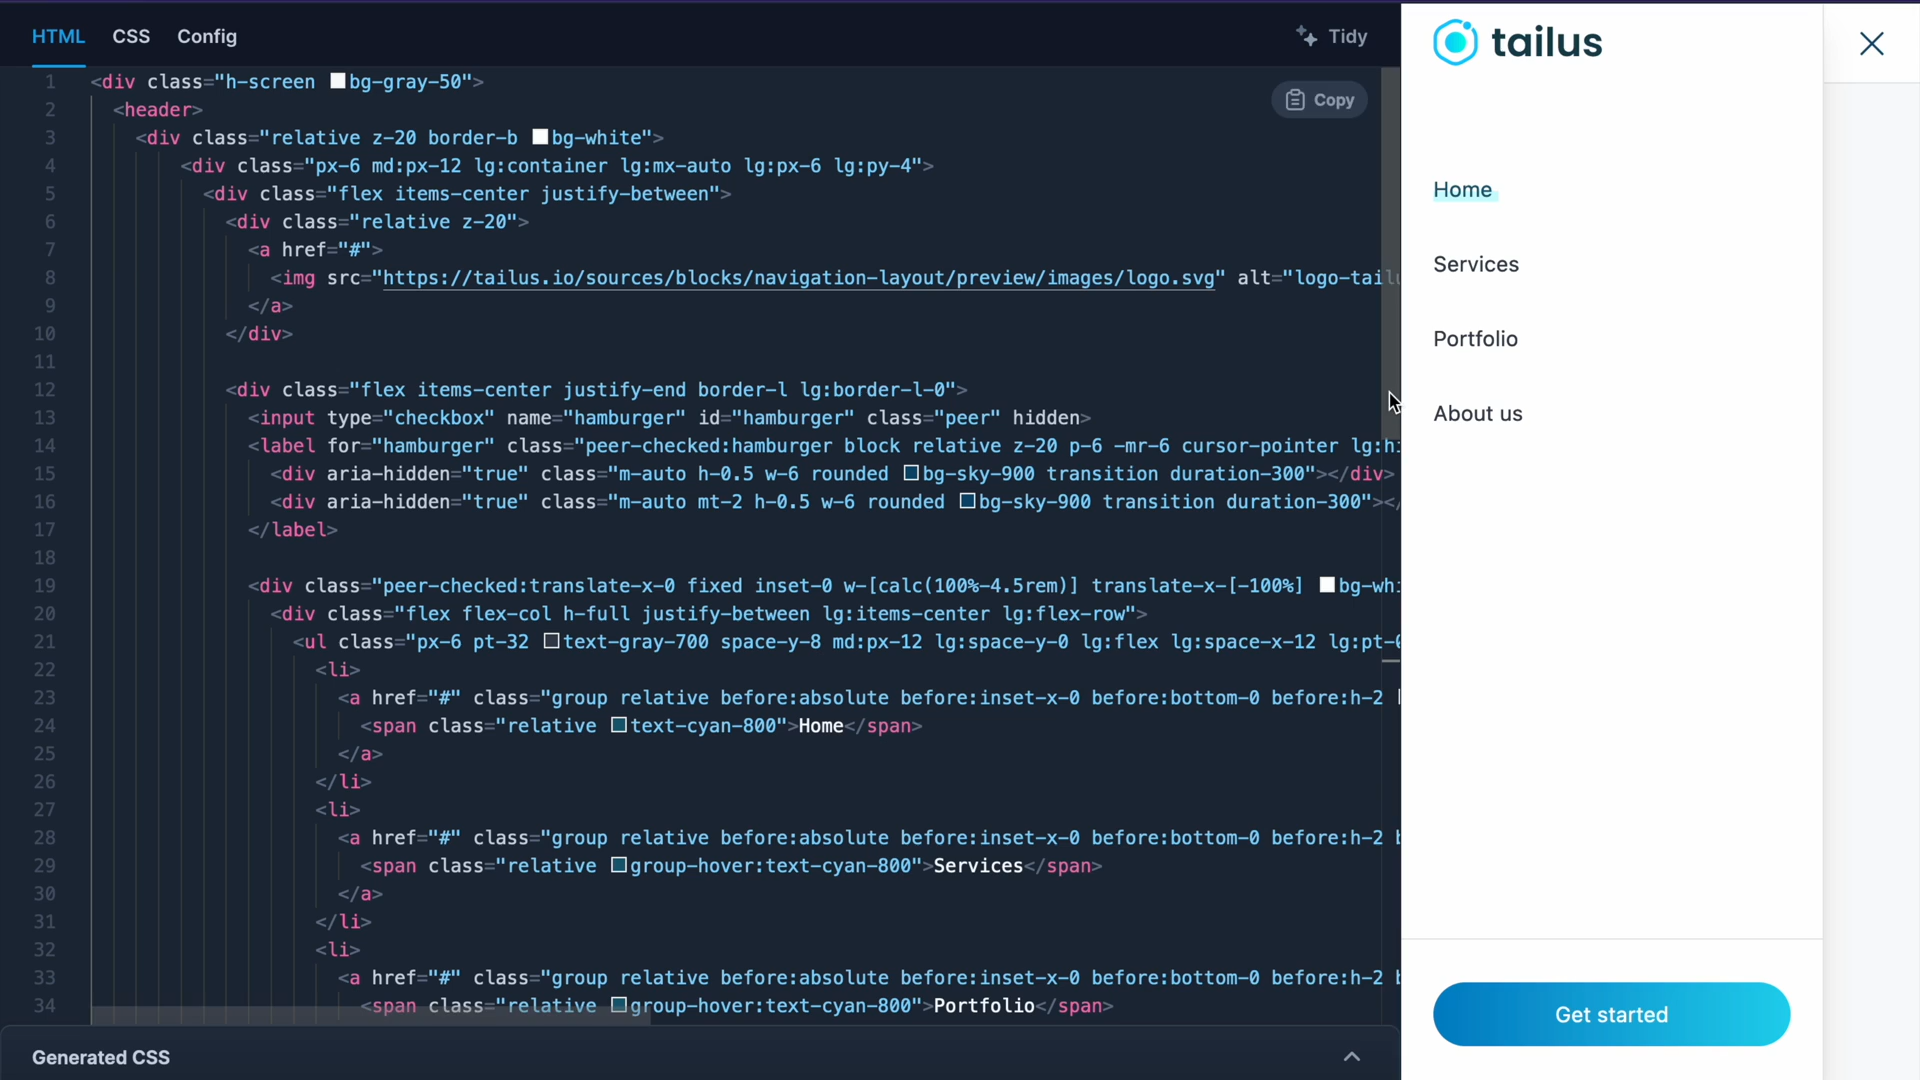 HTML CSS Config
Tidy
Copy
1 <div class="h-screen bg-gray-50">
2 <header>
3 <div class="relative z-20 border-b bg-white">
4 <div class="px-6 md:px-12 lg:container lg:mx-auto lg:px-6 lg:py-4">
5 <div class="flex items-center justify-between">
6 <div class="relative z-20">
7 <a href="#">
8 <img src="https://tailus.io/sources/blocks/navigation-layout/preview/images/logo.svg" alt="logo-tailu
9 </a>
10 </div>
11
12 <div class="flex items-center justify-end border-l lg:border-l-0">
13 <input type="checkbox" name="hamburger" id="hamburger" class="peer" hidden>
14 <label for="hamburger" class="peer-checked:hamburger block relative z-20 p-6 -mr-6 cursor-pointer lg:hi
15 <div aria-hidden="true" class="m-auto h-0.5 w-6 rounded bg-sky-900 transition duration-300"></div>
16 <div aria-hidden="true" class="m-auto mt-2 h-0.5 w-6 rounded bg-sky-900 transition duration-300"></
17 </label>
18
19 <div class="peer-checked:translate-x-0 fixed inset-0 w-[calc(100%-4.5rem)] translate-x-[-100%] bg-whi
20 <div class="flex flex-col h-full justify-between lg:items-center lg:flex-row">
21 <ul class="px-6 pt-32 text-gray-700 space-y-8 md:px-12 lg:space-y-0 lg:flex lg:space-x-12 lg:pt-0
22 <li>
23 <a href="#" class="group relative before:absolute before:inset-x-0 before:bottom-0 before:h-2
24 <span class="relative text-cyan-800">Home</span>
25 </a>
26 </li>
27 <li>
28 <a href="#" class="group relative before:absolute before:inset-x-0 before:bottom-0 before:h-2 b
29 <span class="relative group-hover:text-cyan-800">Services</span>
30 </a>
31 </li>
32 <li>
33 <a href="#" class="group relative before:absolute before:inset-x-0 before:bottom-0 before:h-2 b
34 <span class="relative group-hover:text-cyan-800">Portfolio</span>
Generated CSS
tailus
Home
Services
Portfolio
About us
Get started